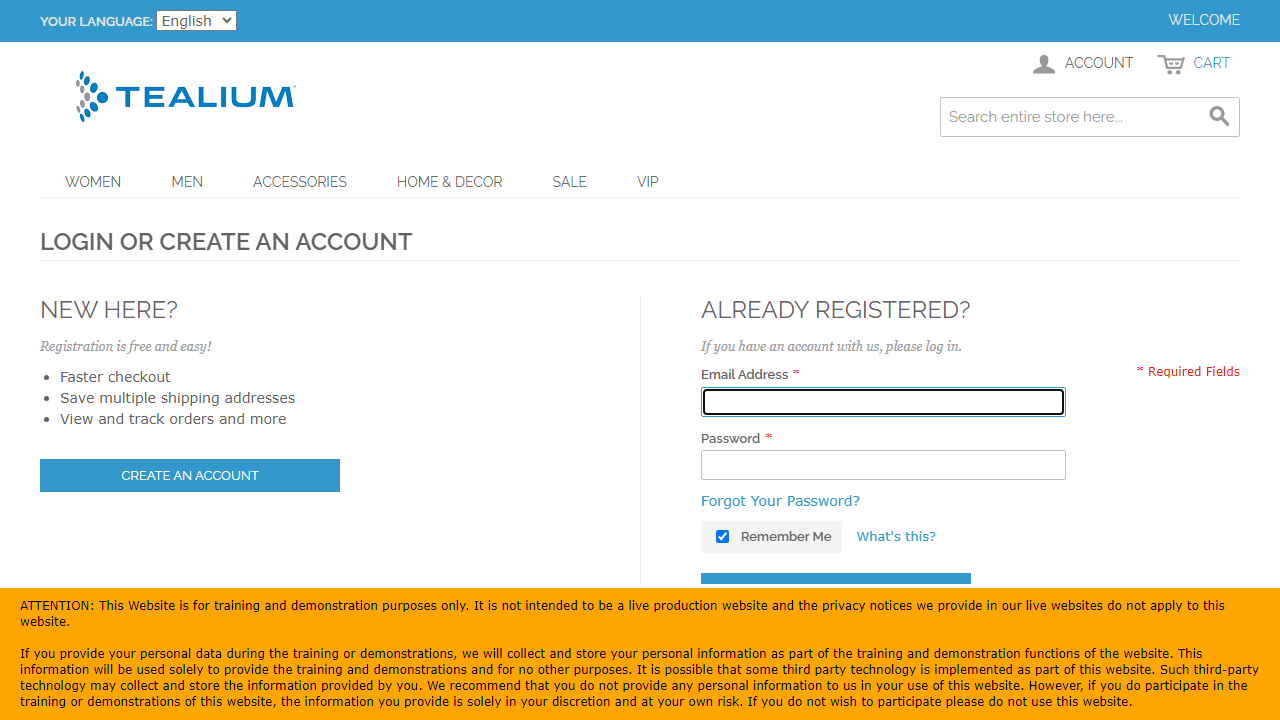 YOUR LANGUAGE: English
WELCOME
ACCOUNT
CART
TEALIUM
Search entire store here...
WOMEN
MEN
ACCESSORIES
HOME & DECOR
SALE
VIP
LOGIN OR CREATE AN ACCOUNT
NEW HERE?
Registration is free and easy!
Faster checkout
Save multiple shipping addresses
View and track orders and more
CREATE AN ACCOUNT
ALREADY REGISTERED?
If you have an account with us, please log in.
Email Address *
* Required Fields
Password *
Forgot Your Password?
Remember Me
What's this?
ATTENTION: This Website is for training and demonstration purposes only. It is not intended to be a live production website and the privacy notices we provide in our live websites do not apply to this
website.
If you provide your personal data during the training or demonstrations, we will collect and store your personal information as part of the training and demonstration functions of the website. This
information will be used solely to provide the training and demonstrations and for no other purposes. It is possible that some third party technology is implemented as part of this website. Such third-party
technology may collect and store the information provided by you. We recommend that you do not provide any personal information to us in your use of this website. However, if you do participate in the
training or demonstrations of this website, the information you provide is solely in your discretion and at your own risk. If you do not wish to participate please do not use this website.